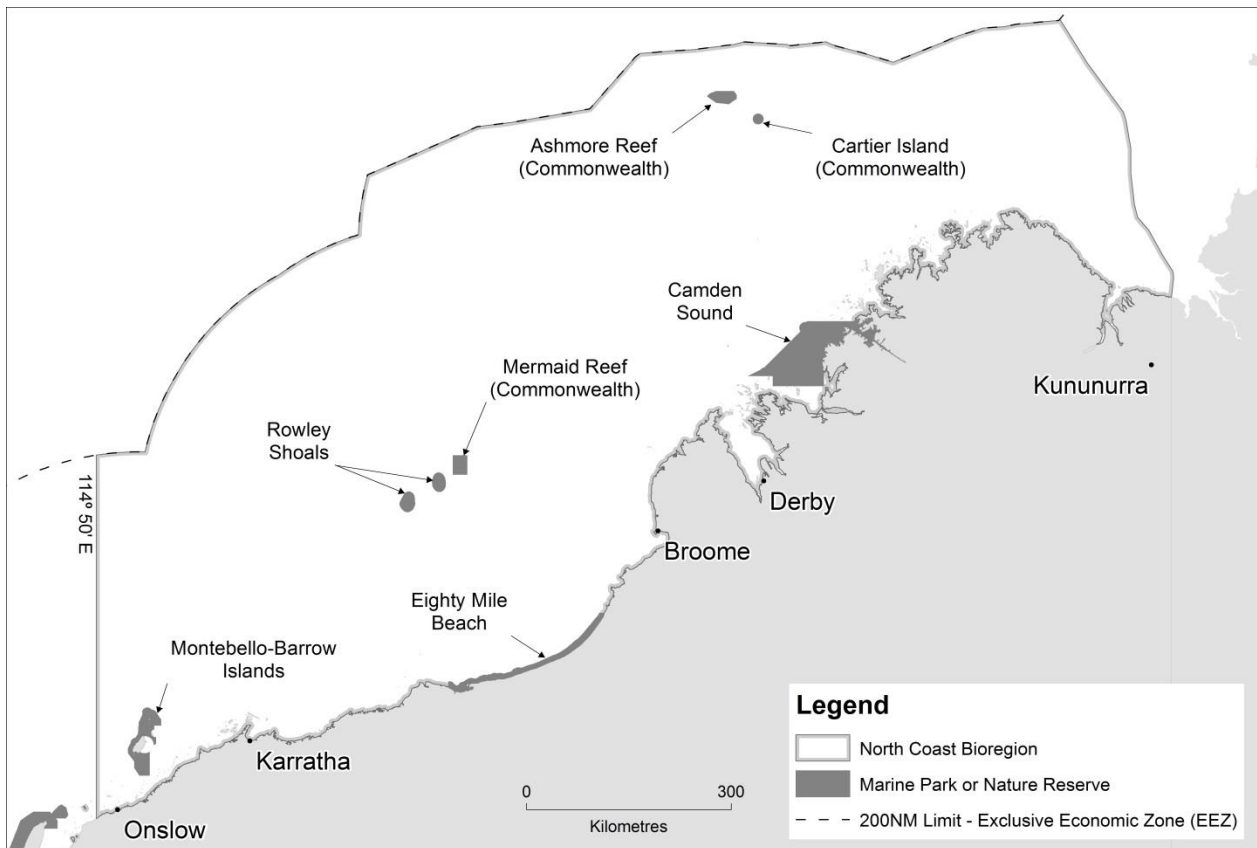 Ashmore Reef
(Commonwealth)
Cartier Island
(Commonwealth)
Camden
Sound
Mermaid Reef
(Commonwealth)
Kununurra
Rowley
Shoals
114º 50' E
Derby
Broome
Eighty Mile
Beach
Montebello-Barrow
Islands
Karratha
Onslow
0 300
Kilometres
Legend
North Coast Bioregion
Marine Park or Nature Reserve
200NM Limit - Exclusive Economic Zone (EEZ)